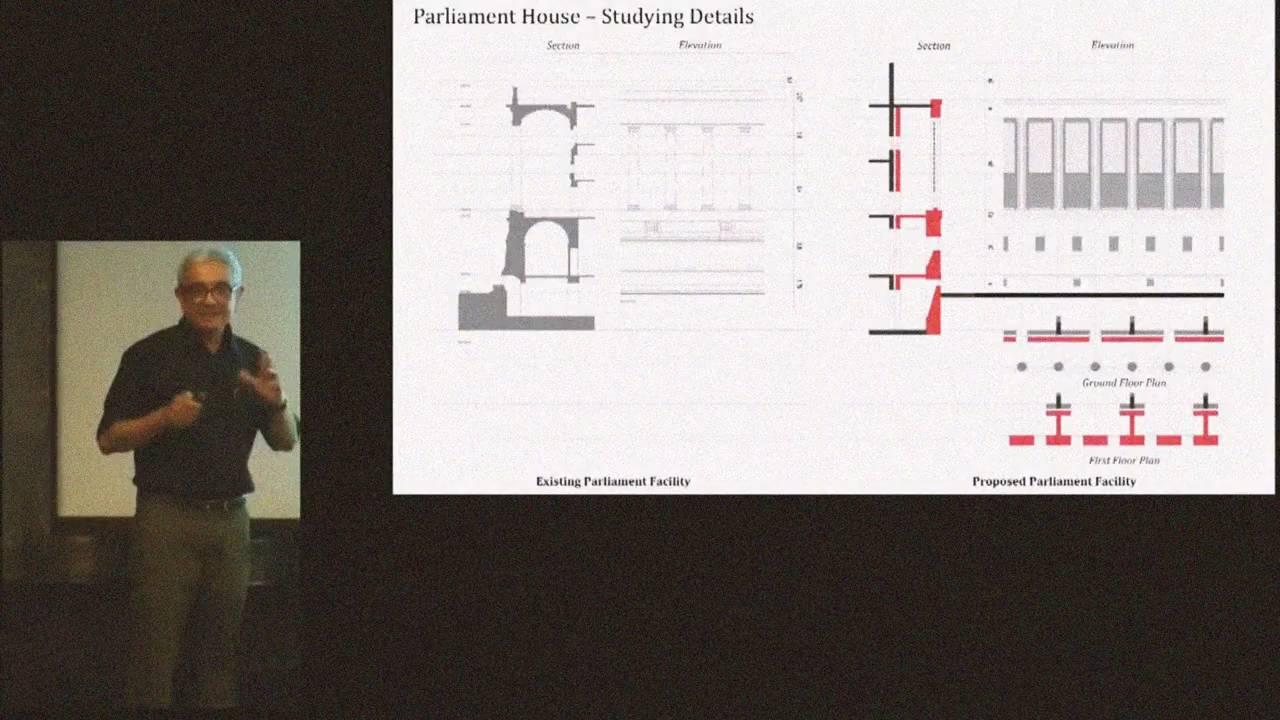 Parliament House – Studying Details
Section
Elevation
Section
Elevation
Ground Floor Plan
First Floor Plan
Existing Parliament Facility
Proposed Parliament Facility